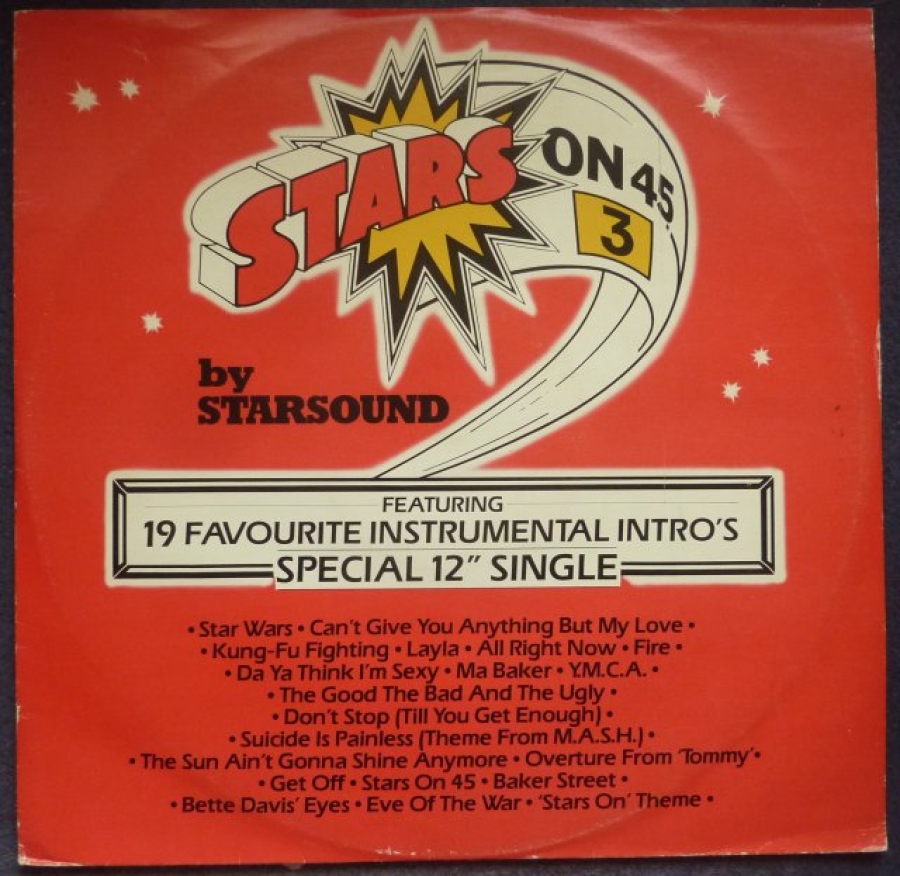 STARS ON 45
3
by
STARSOUND
FEATURING
19 FAVOURITE INSTRUMENTAL INTRO'S
SPECIAL 12" SINGLE
• Star Wars • Can't Give You Anything But My Love •
• Kung-Fu Fighting • Layla • All Right Now • Fire •
• Da Ya Think I'm Sexy • Ma Baker • Y.M.C.A. •
• The Good The Bad And The Ugly •
• Don't Stop (Till You Get Enough) •
• Suicide Is Painless (Theme From M.A.S.H.) •
• The Sun Ain't Gonna Shine Anymore • Overture From 'Tommy' •
• Get Off • Stars On 45 • Baker Street •
• Bette Davis' Eyes • Eve Of The War • 'Stars On' Theme •